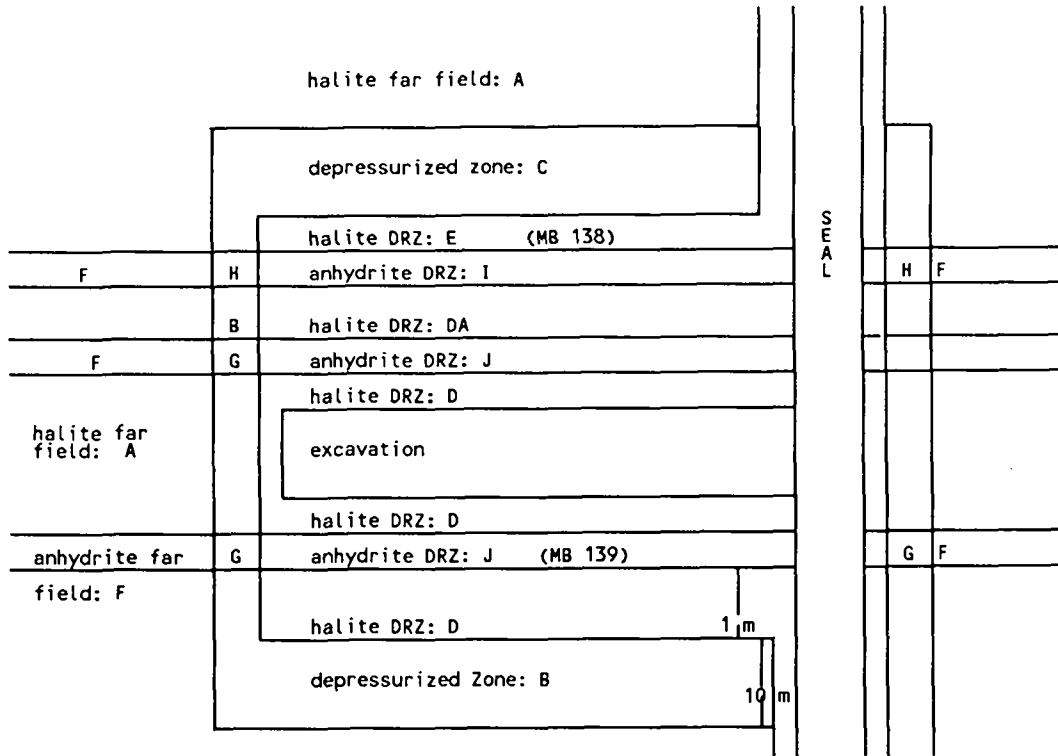 halite far field: A
depressurized zone: C
halite DRZ: E (MB 138)
F H anhydrite DRZ: I H F
B halite DRZ: DA
F G anhydrite DRZ: J
halite DRZ: D
halite far
field: A
excavation
halite DRZ: D
anhydrite far G anhydrite DRZ: J (MB 139) G F
field: F
halite DRZ: D
1 m
depressurized Zone: B
10 m
SEAL